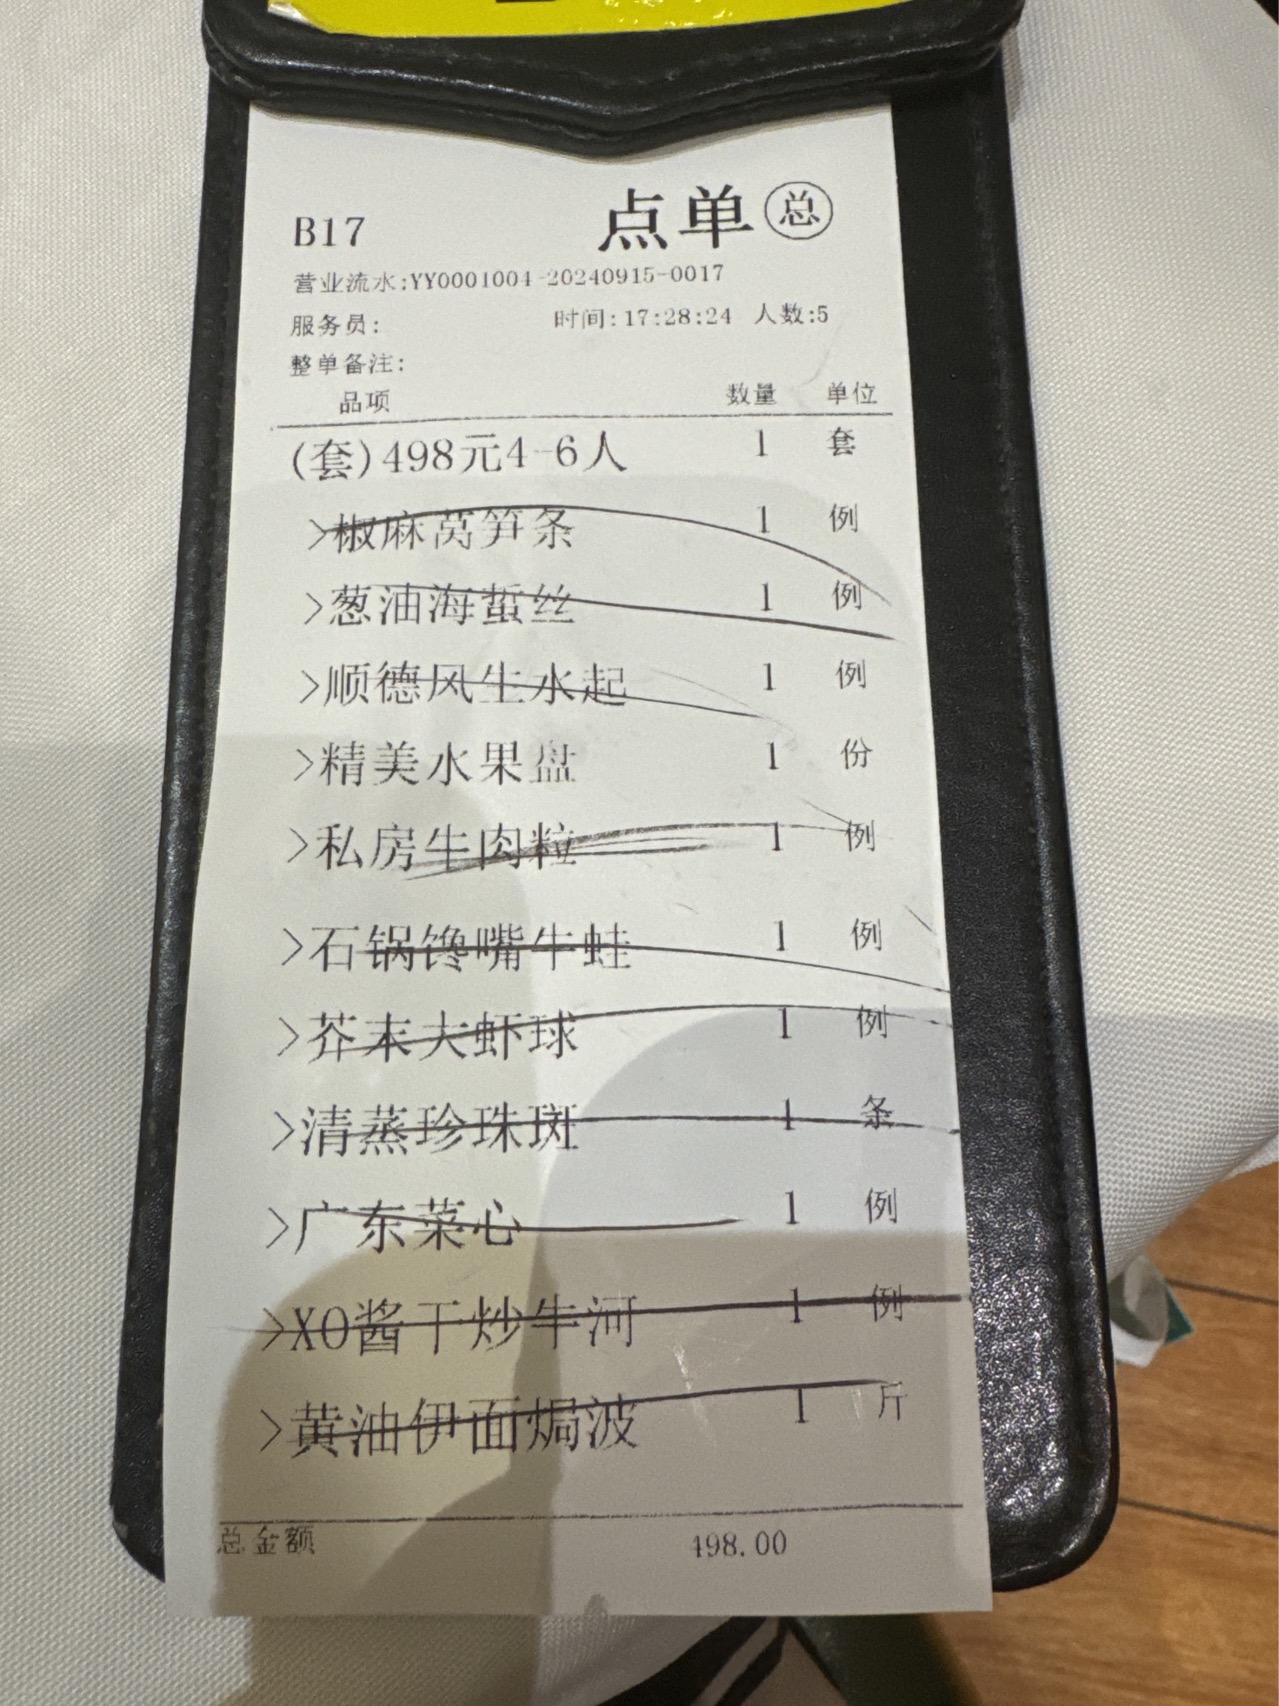 B17 点单 总
营业流水:YY0001004-20240915-0017
服务员: 时间:17:28:24 人数:5
整单备注:
品项 数量 单位
(套)498元4-6人 1 套
>椒麻莴笋条 1 例
>葱油海蜇丝 1 例
>顺德风生水起 1 例
>精美水果盘 1 份
>私房牛肉粒 1 例
>石锅馋嘴牛蛙 1 例
>芥末大虾球 1 例
>清蒸珍珠斑 1 条
>广东菜心 1 例
>XO酱干炒牛河 1 例
>黄油伊面焗波 1 斤
总金额 498.00